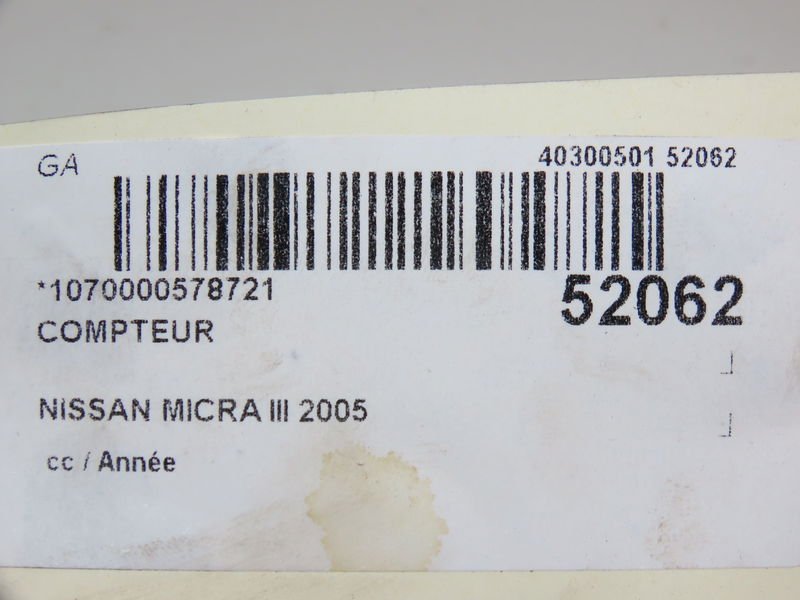 GA
40300501 52062
*1070000578721
52062
COMPTEUR
NISSAN MICRA III 2005
cc / Année